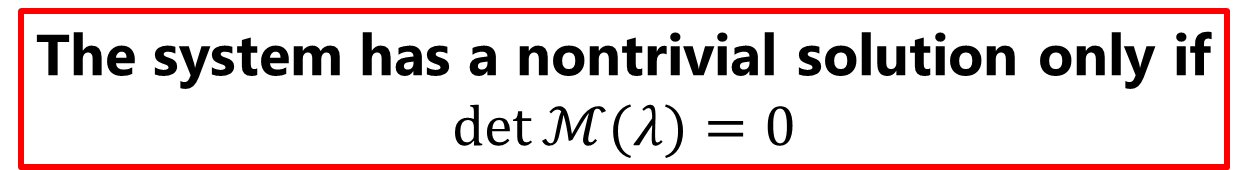 The system has a nontrivial solution only if
det ℳ(λ) = 0